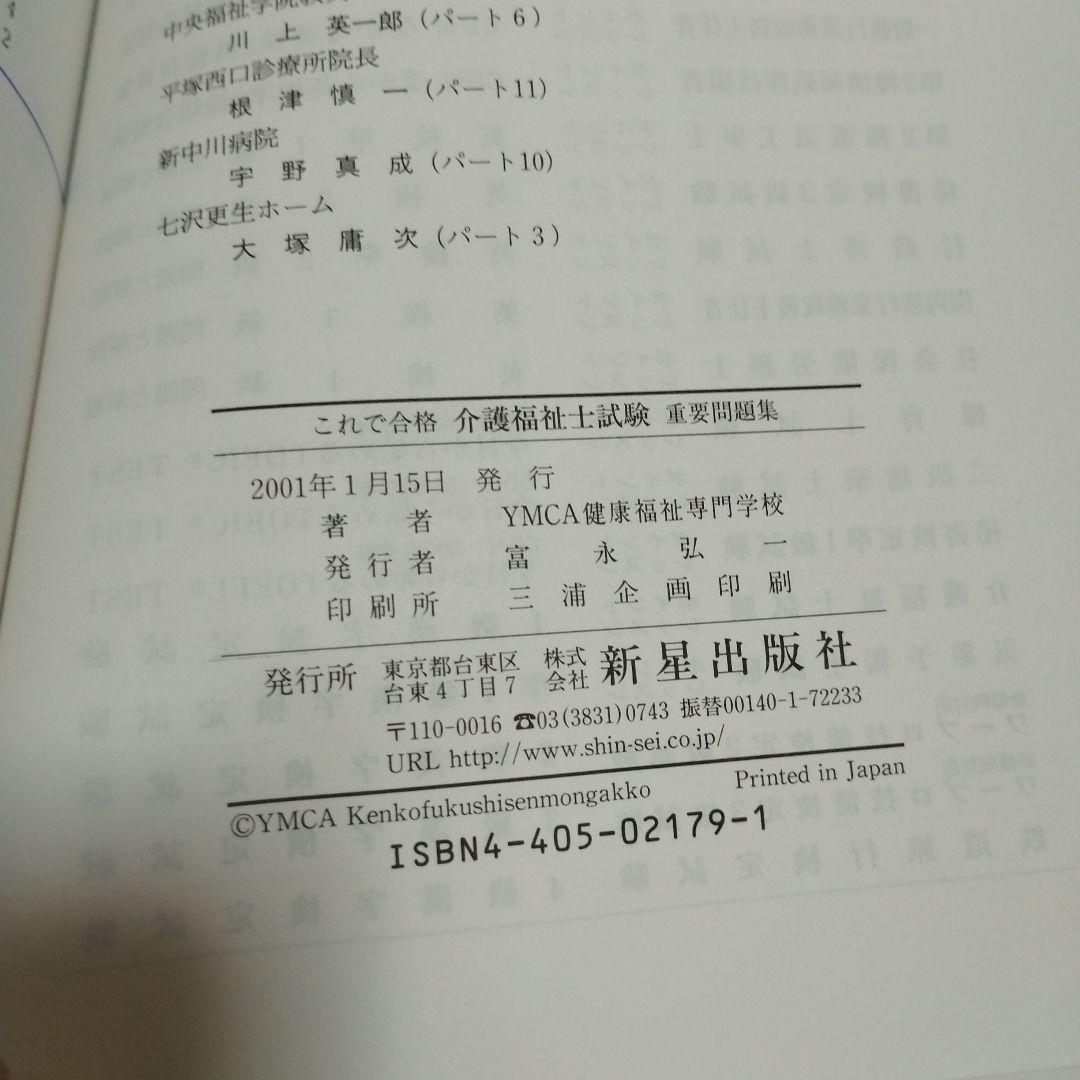 中央福祉学院教
川上英一郎(パート6)
平塚西口診療所院長
根津慎一(パート11)
新中川病院
宇野真成(パート10)
七沢更生ホーム
大塚庸次(パート3)
これで合格 介護福祉士試験 重要問題集
2001年1月15日 発行
著者 YMCA健康福祉専門学校
発行者 富永弘一
印刷所 三浦企画印刷
発行所 東京都台東区台東4丁目7 株式会社 新星出版社
〒110-0016 ☎03(3831)0743 振替00140-1-72233
URL http://www.shin-sei.co.jp/
©YMCA Kenkofukushisenmongakko Printed in Japan
ISBN4-405-02179-1